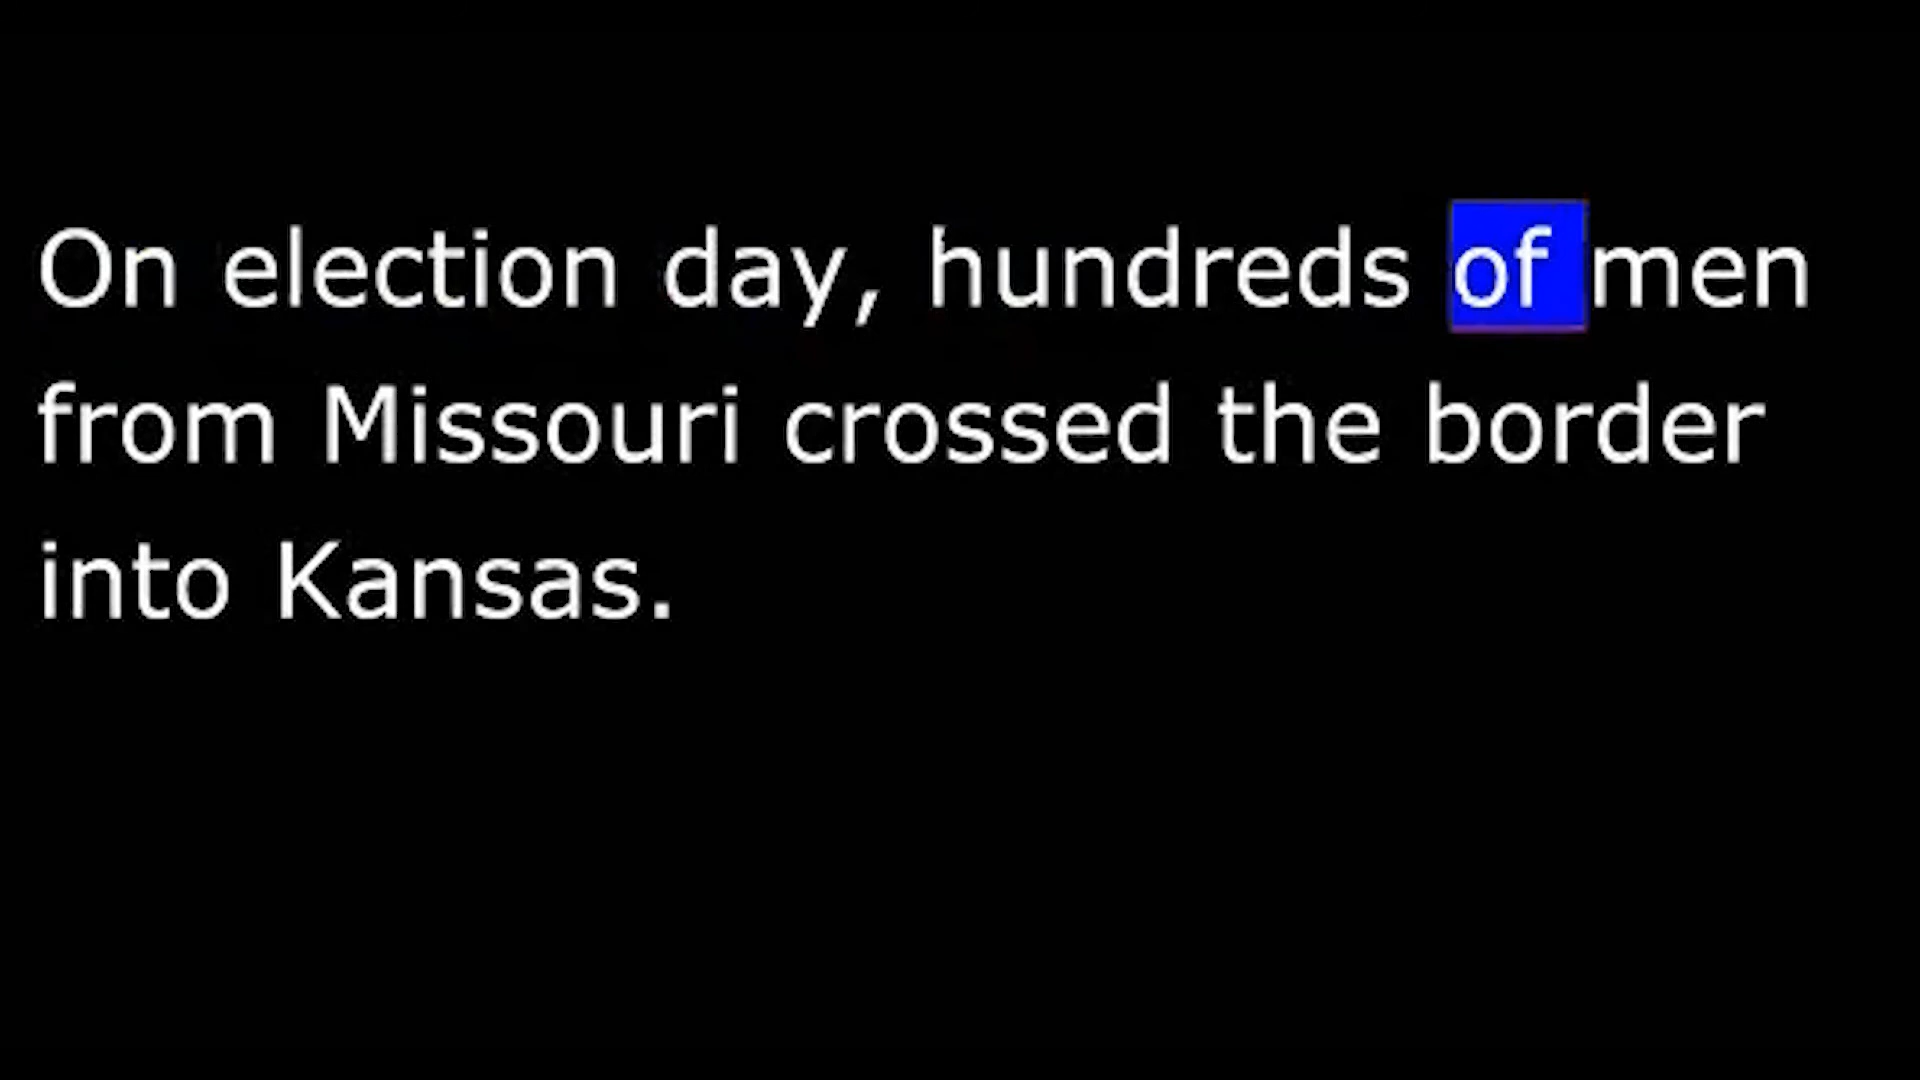 On election day, hundreds of men
from Missouri crossed the border
into Kansas.